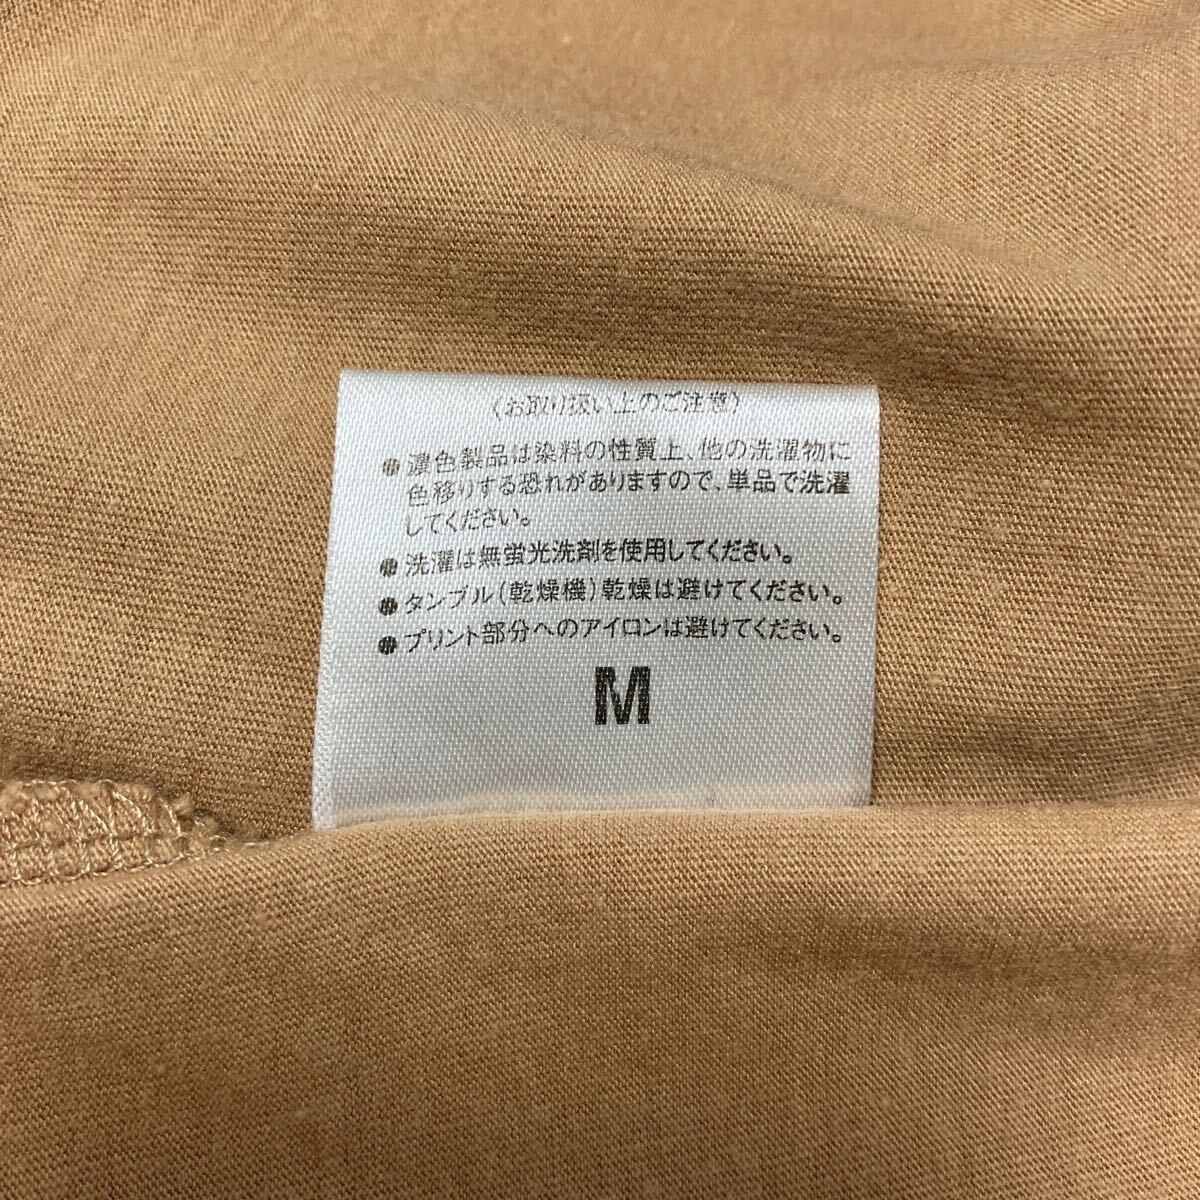 〈お取り扱い上のご注意〉
●濃色製品は染料の性質上、他の洗濯物に
色移りする恐れがありますので、単品で洗濯
してください。
●洗濯は無蛍光洗剤を使用してください。
●タンブル(乾燥機)乾燥は避けてください。
●プリント部分へのアイロンは避けてください。
M